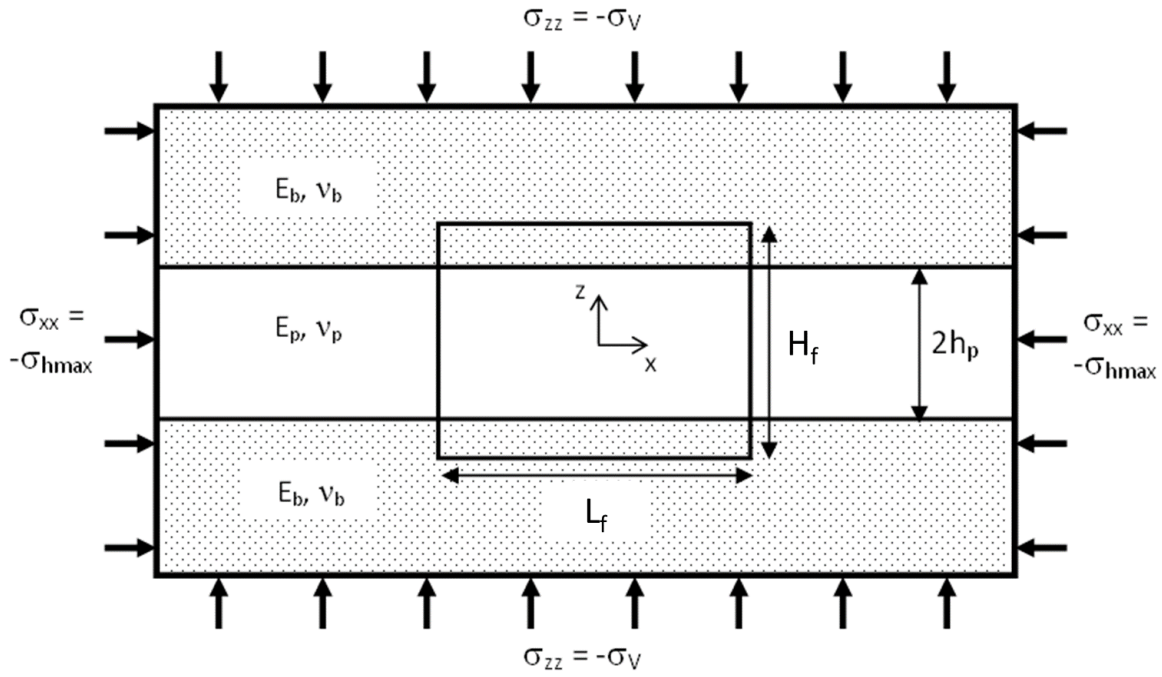 σzz = -σV
Eb, νb
z
x
Ep, νp
σxx =
-σhmax
Hf
2hp
σxx =
-σhmax
Eb, νb
Lf
σzz = -σV